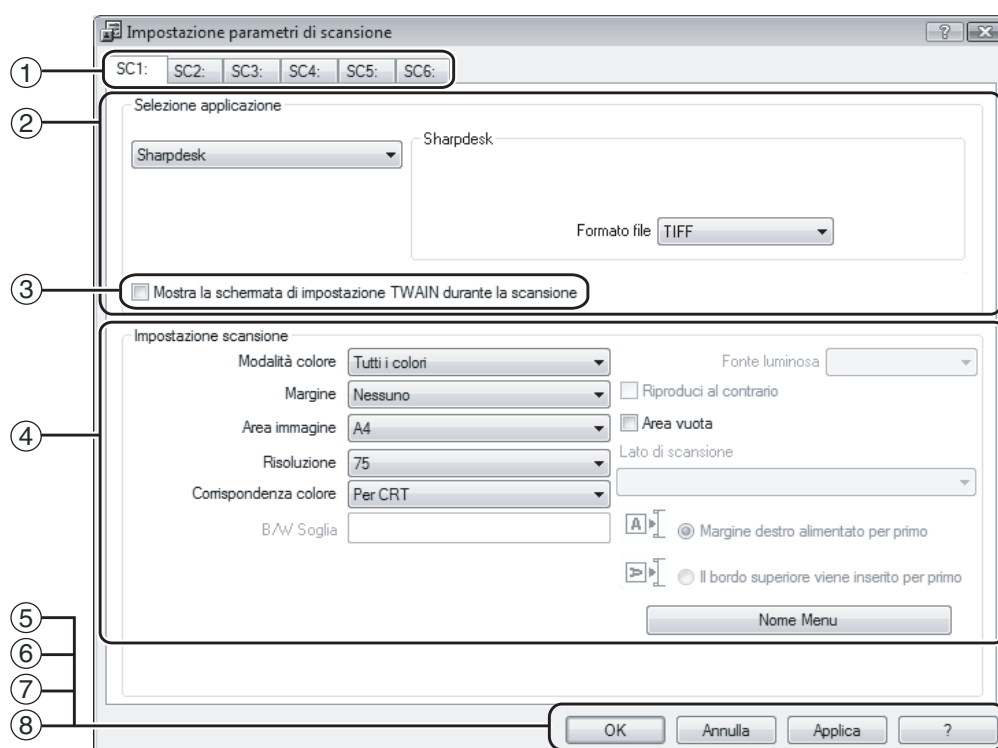 Impostazione parametri di scansione
?
1
SC1: SC2: SC3: SC4: SC5: SC6:
2
Selezione applicazione
Sharpdesk
Sharpdesk
Formato file TIFF
3
Mostra la schermata di impostazione TWAIN durante la scansione
4
Impostazione scansione
Modalità colore Tutti i colori
Fonte luminosa
Margine Nessuno
Riproduci al contrario
Area immagine A4
Area vuota
Risoluzione 75
Lato di scansione
Corrispondenza colore Per CRT
B/W Soglia
A Margine destro alimentato per primo
A Il bordo superiore viene inserito per primo
Nome Menu
5
6
7
8
OK Annulla Applica ?